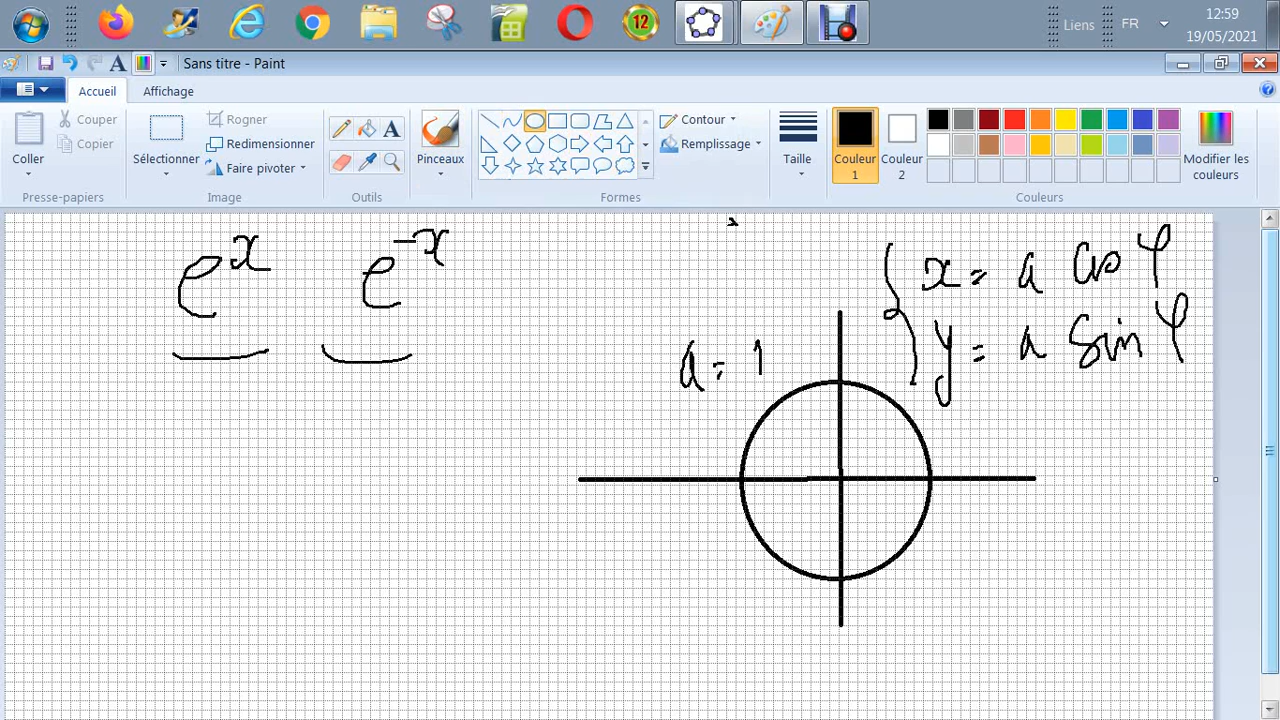 12
Liens
FR
12:59
19/05/2021
Sans titre - Paint
Accueil
Affichage
Coller
Couper
Copier
Presse-papiers
Sélectionner
Rogner
Redimensionner
Faire pivoter
Image
A
Outils
Pinceaux
Contour
Remplissage
Formes
Taille
Couleur 1
Couleur 2
Modifier les couleurs
Couleurs
e^x e^-x
x = a cos φ
y = a sin φ
a = 1